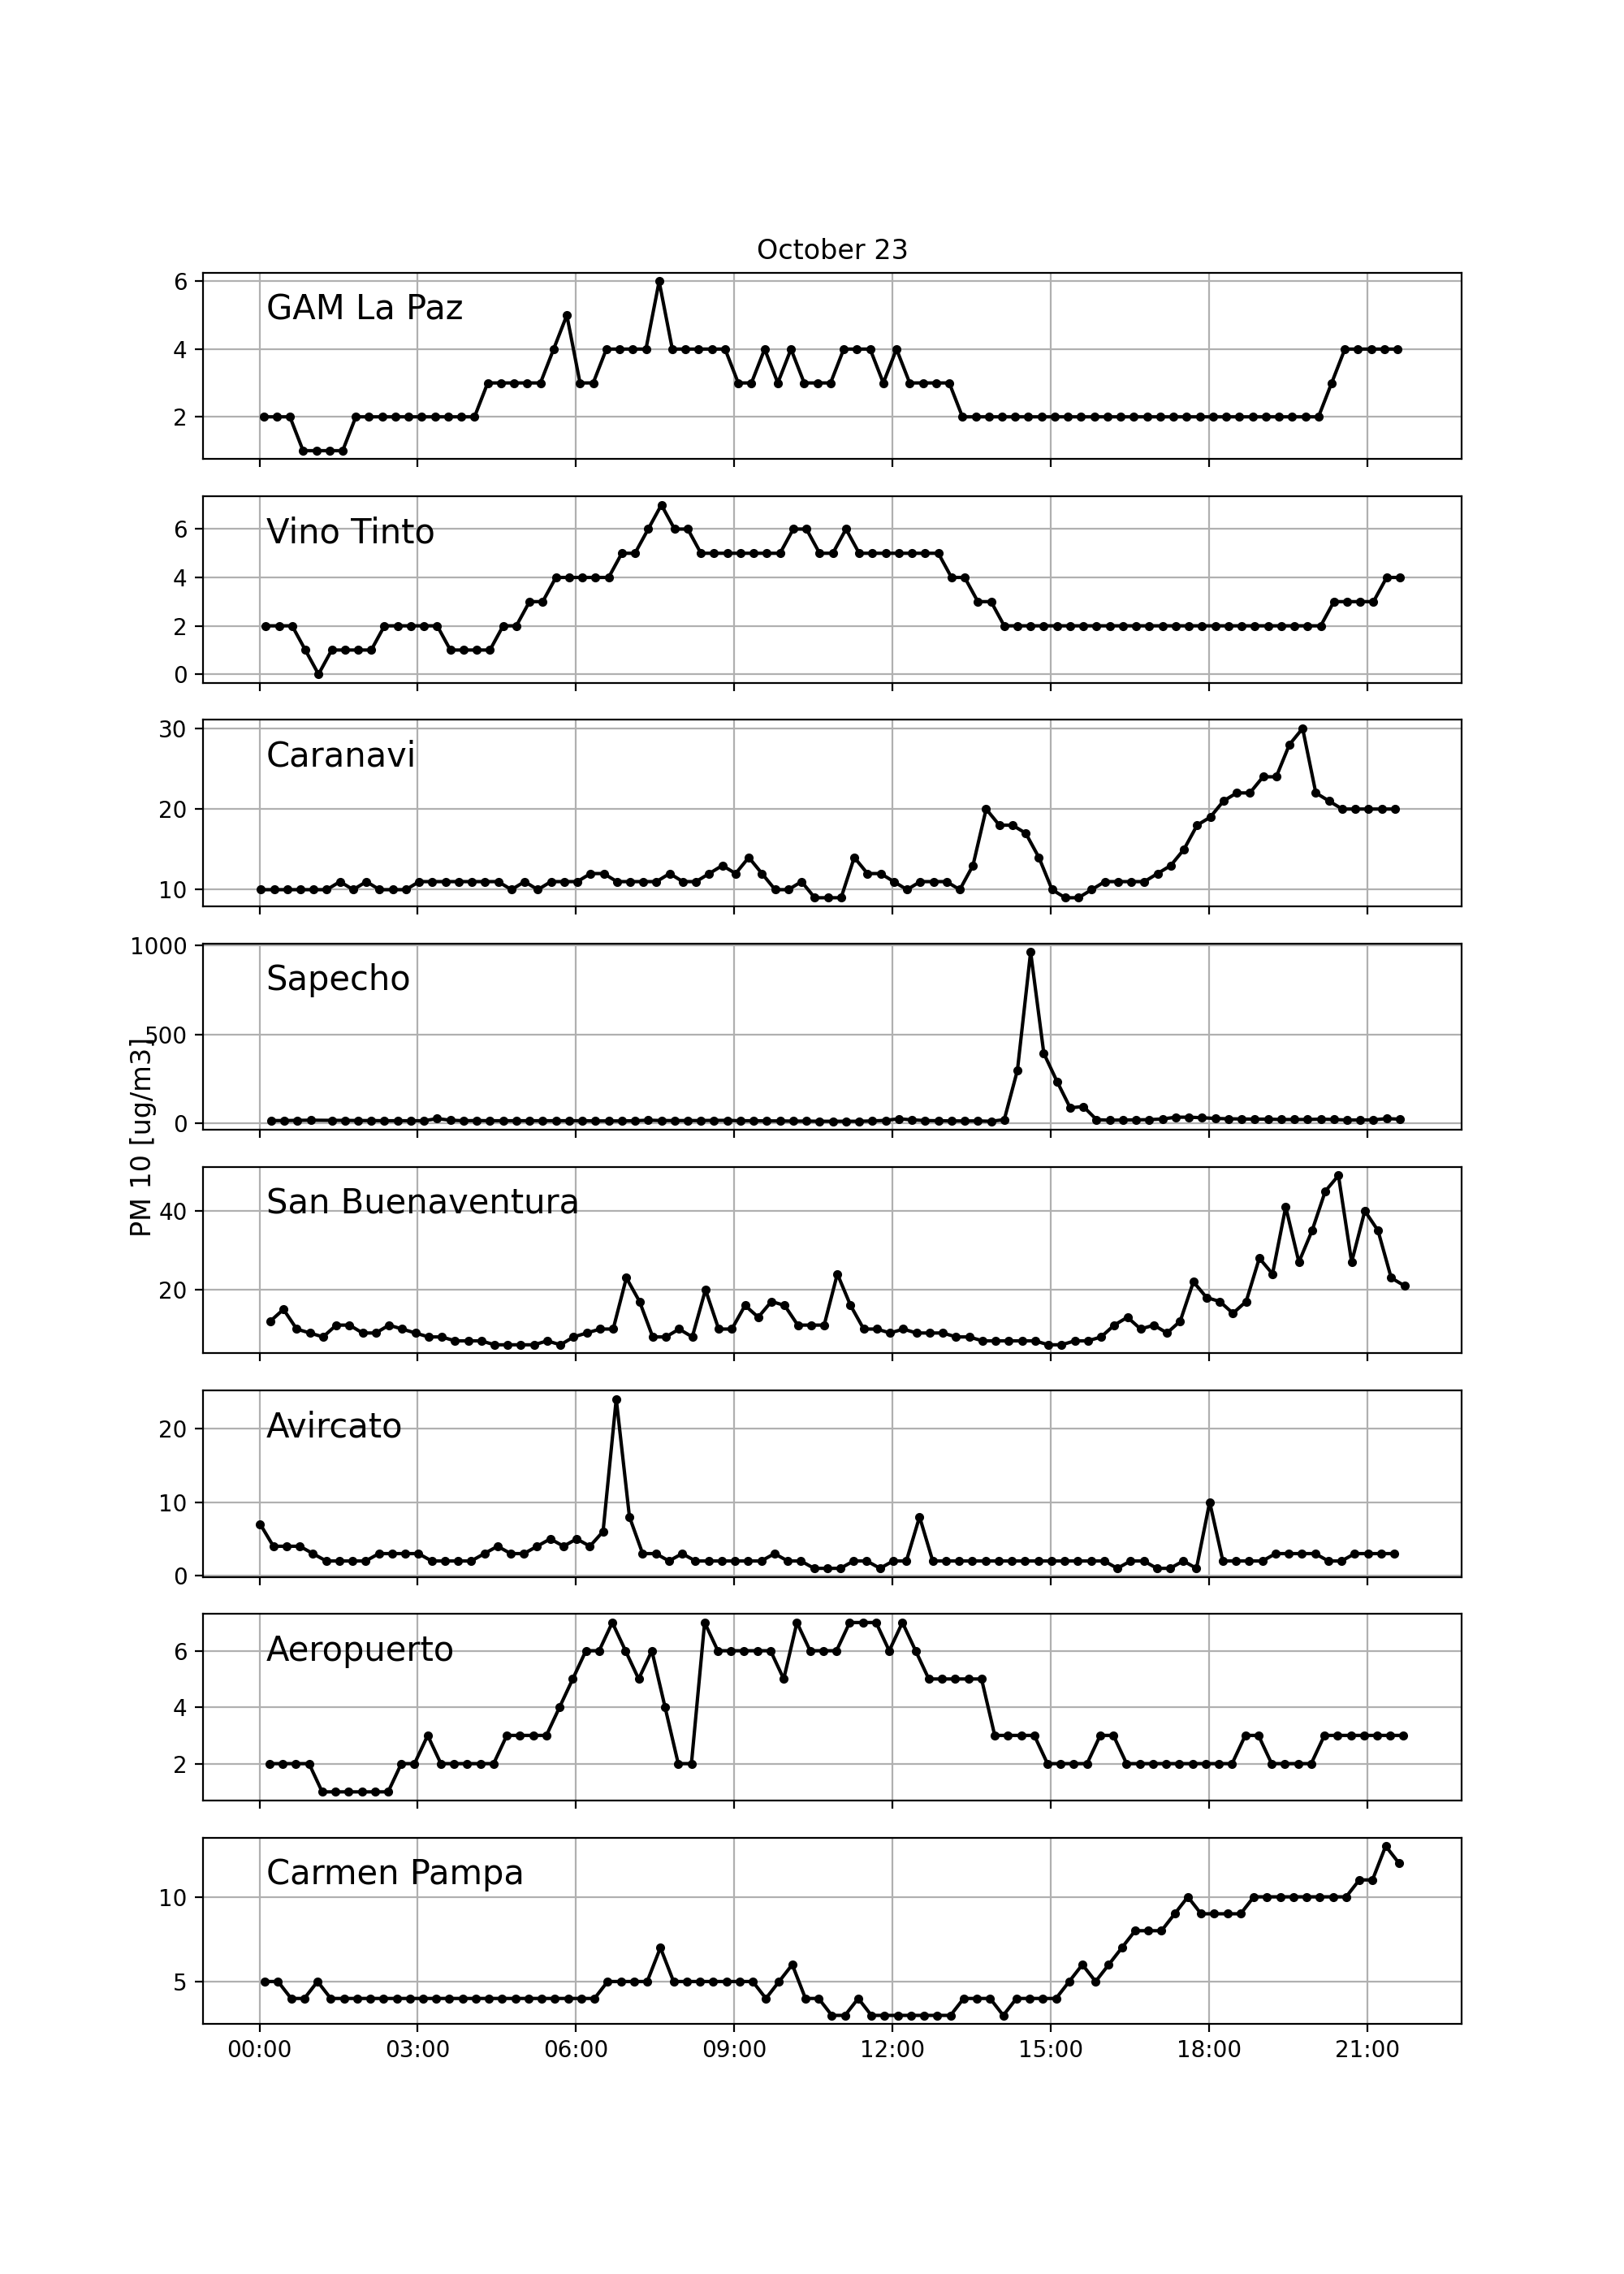 October 23
6
GAM La Paz
4
2
Vino Tinto
6
4
2
0
30
Caranavi
20
10
1000
Sapecho
500
0
PM 10 [ug/m3]
San Buenaventura
40
20
Avircato
20
10
0
Aeropuerto
6
4
2
Carmen Pampa
10
5
00:00 03:00 06:00 09:00 12:00 15:00 18:00 21:00